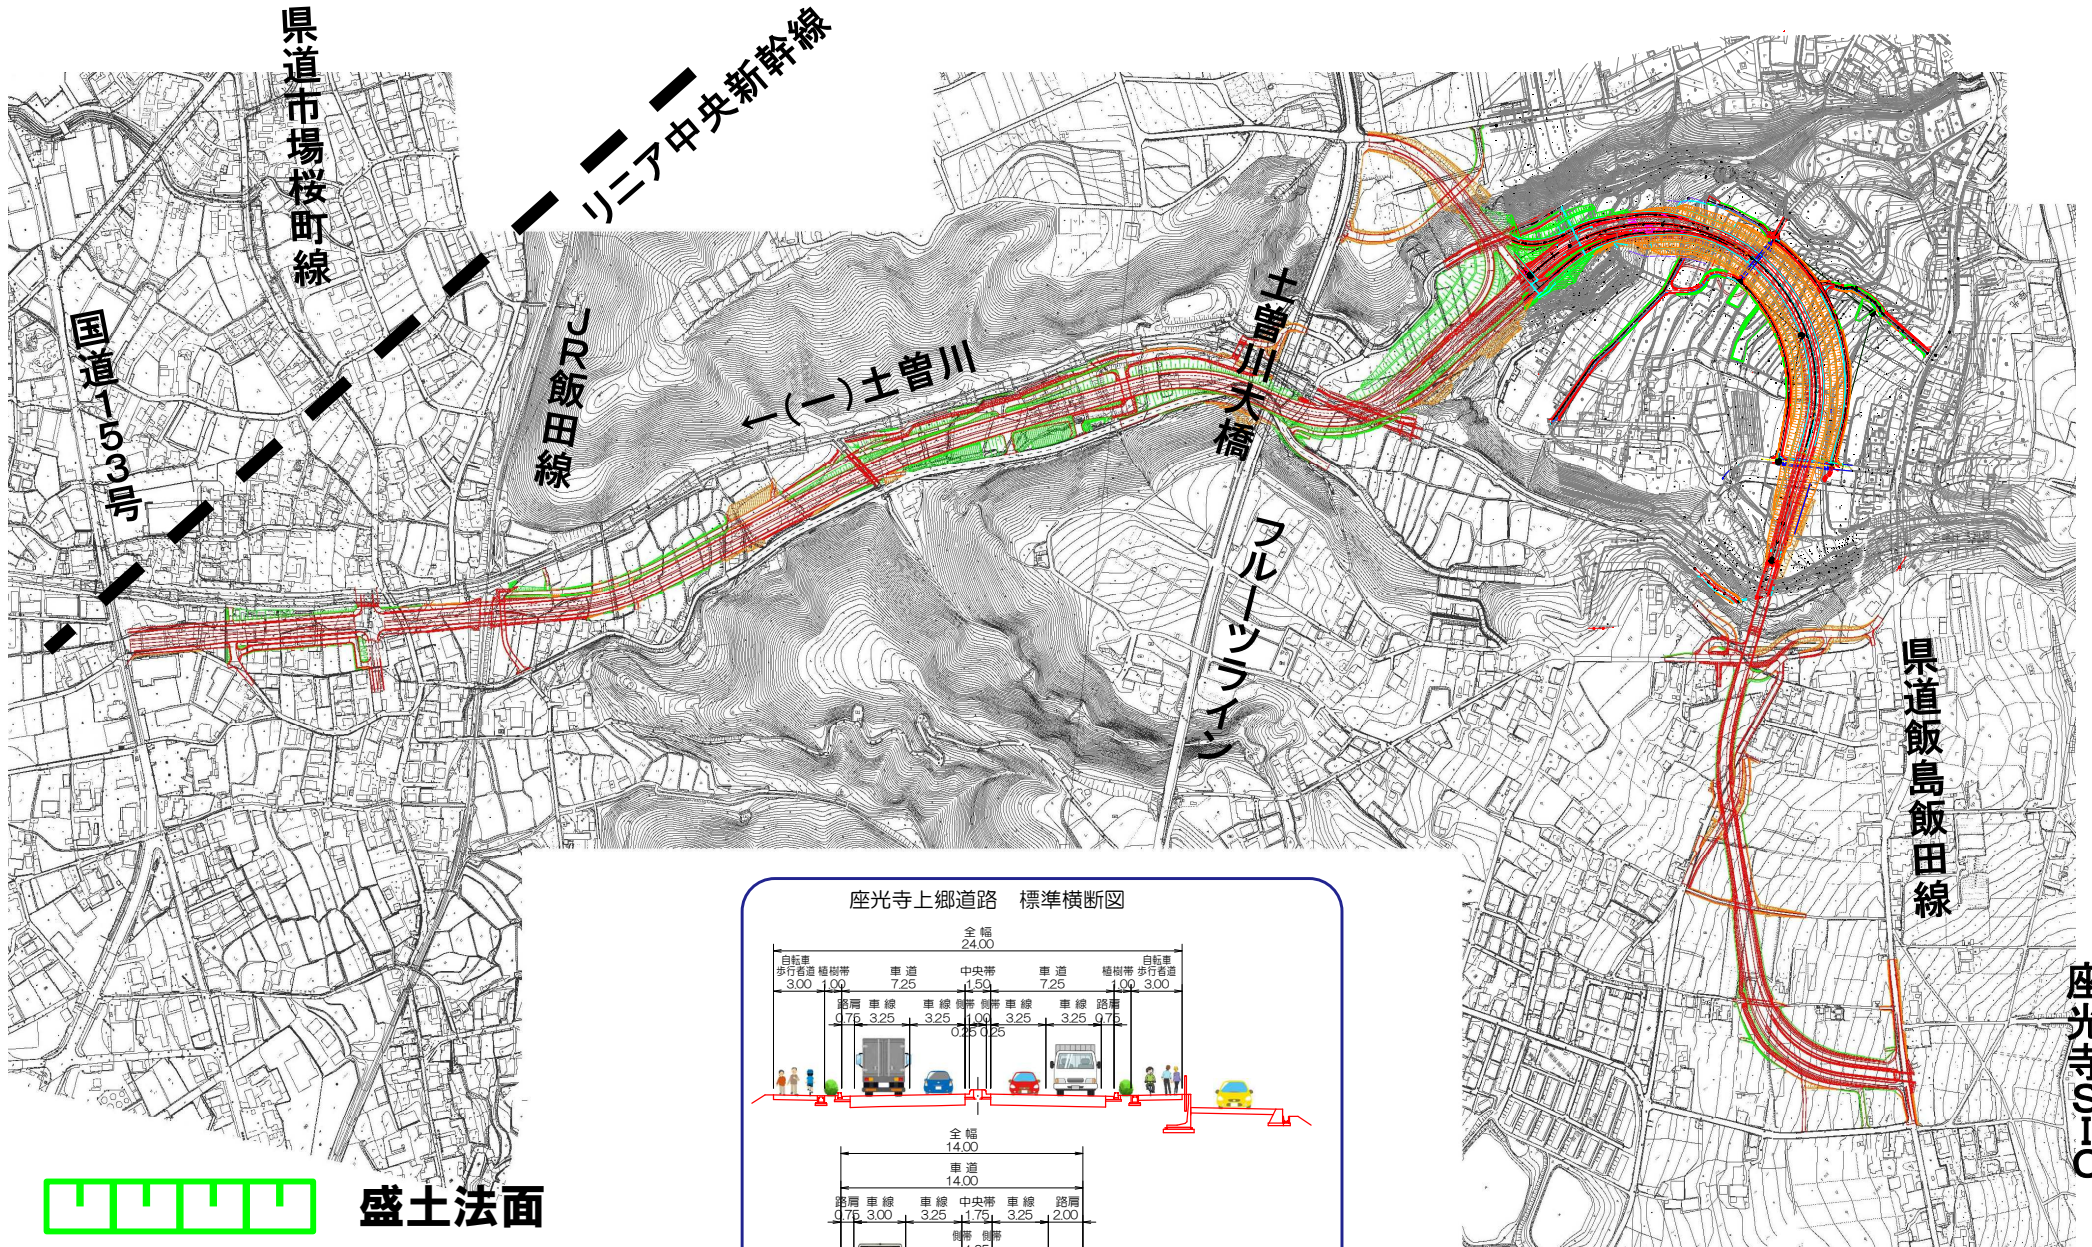 県道市場桜町線
リニア中央新幹線
国道153号
JR飯田線
←(一)土曽川
土曽川大橋
フルーツライン
県道飯島飯田線
座光寺SIC
盛土法面
座光寺上郷道路 標準横断図
全幅
24.00
自転車歩行者道 植樹帯 車道 中央帯 車道 植樹帯 自転車歩行者道
3.00 1.00 7.25 1.50 7.25 1.00 3.00
路肩 車線 車線 側帯 側帯 車線 車線 路肩
0.75 3.25 3.25 1.00 3.25 3.25 0.75
0.25 0.25
全幅
14.00
車道
14.00
路肩 車線 車線 中央帯 車線 路肩
0.75 3.00 3.25 1.75 3.25 2.00
側帯 側帯